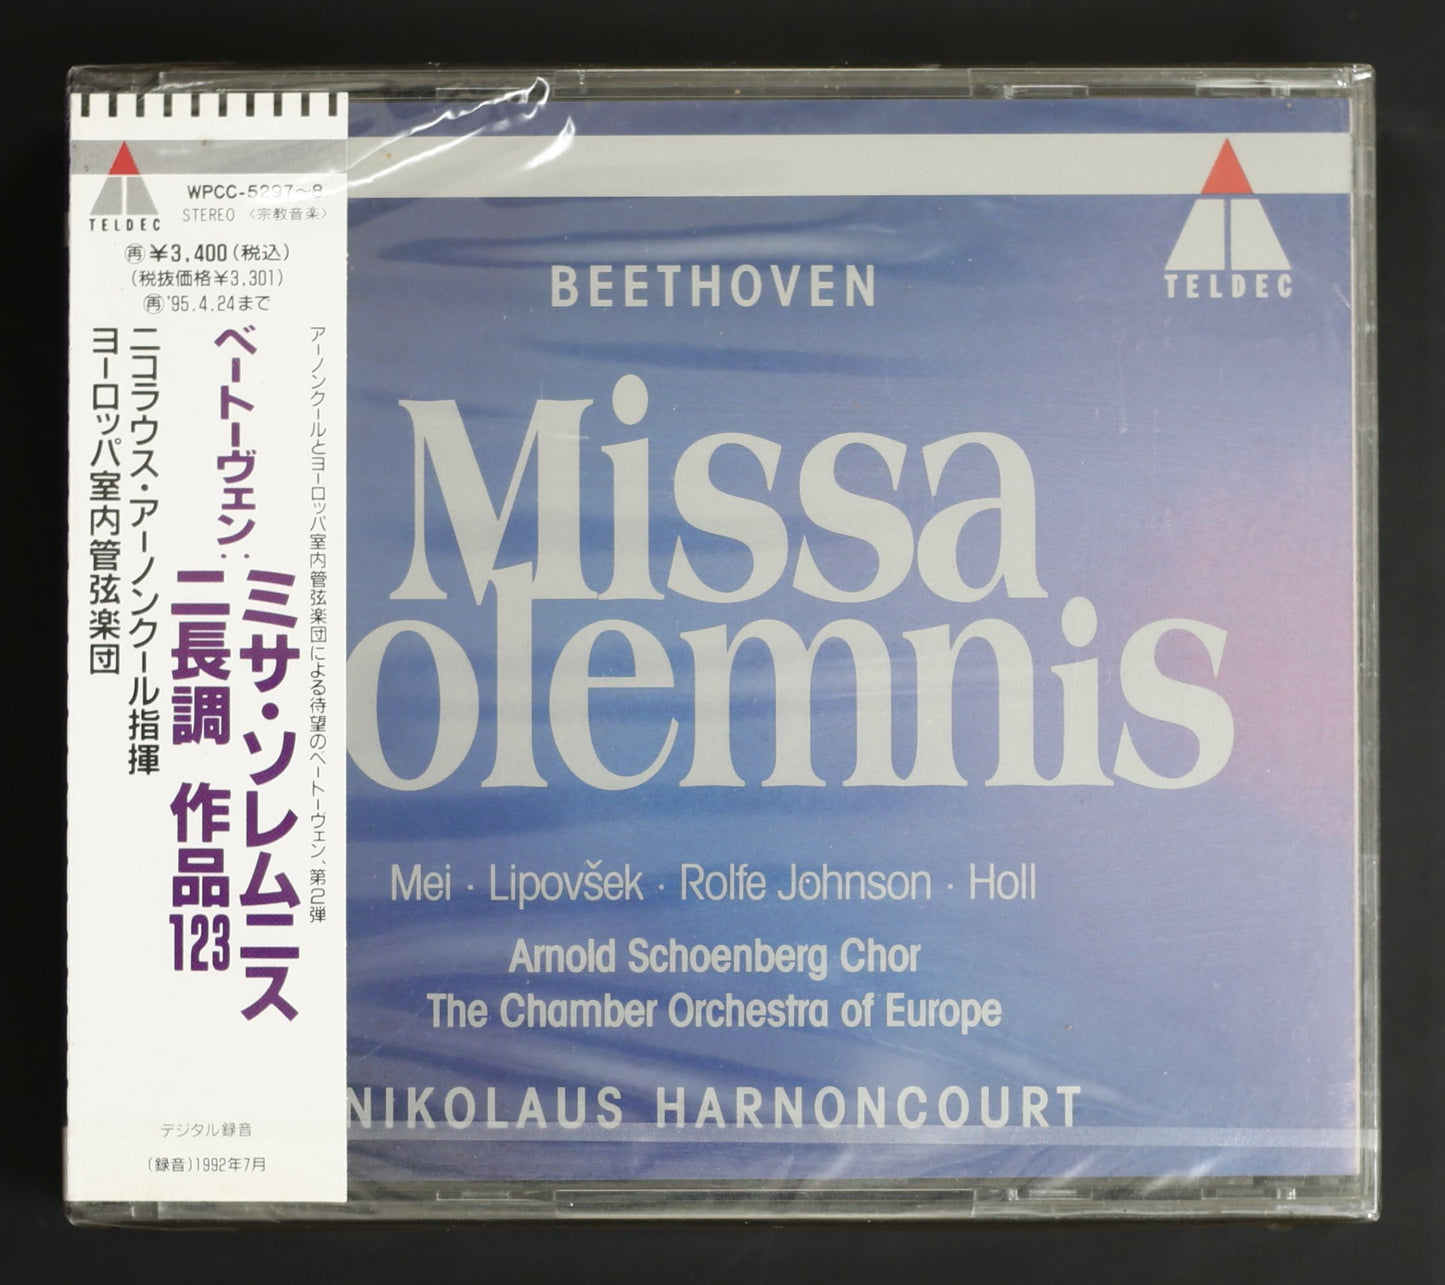 TELDEC
WPCC-5297~8
STEREO 〈宗教音楽〉
再¥3,400(税込)
(税抜価格¥3,301)
再'95.4.24まで
アーノンクールとヨーロッパ室内管弦楽団による待望のベートーヴェン、第2弾
ベートーヴェン:
ミサ・ソレムニス
ニ長調 作品123
ニコラウス・アーノンクール指揮
ヨーロッパ室内管弦楽団
デジタル録音
(録音)1992年7月
TELDEC
BEETHOVEN
Missa
olemnis
Mei · Lipovšek · Rolfe Johnson · Holl
Arnold Schoenberg Chor
The Chamber Orchestra of Europe
NIKOLAUS HARNONCOURT